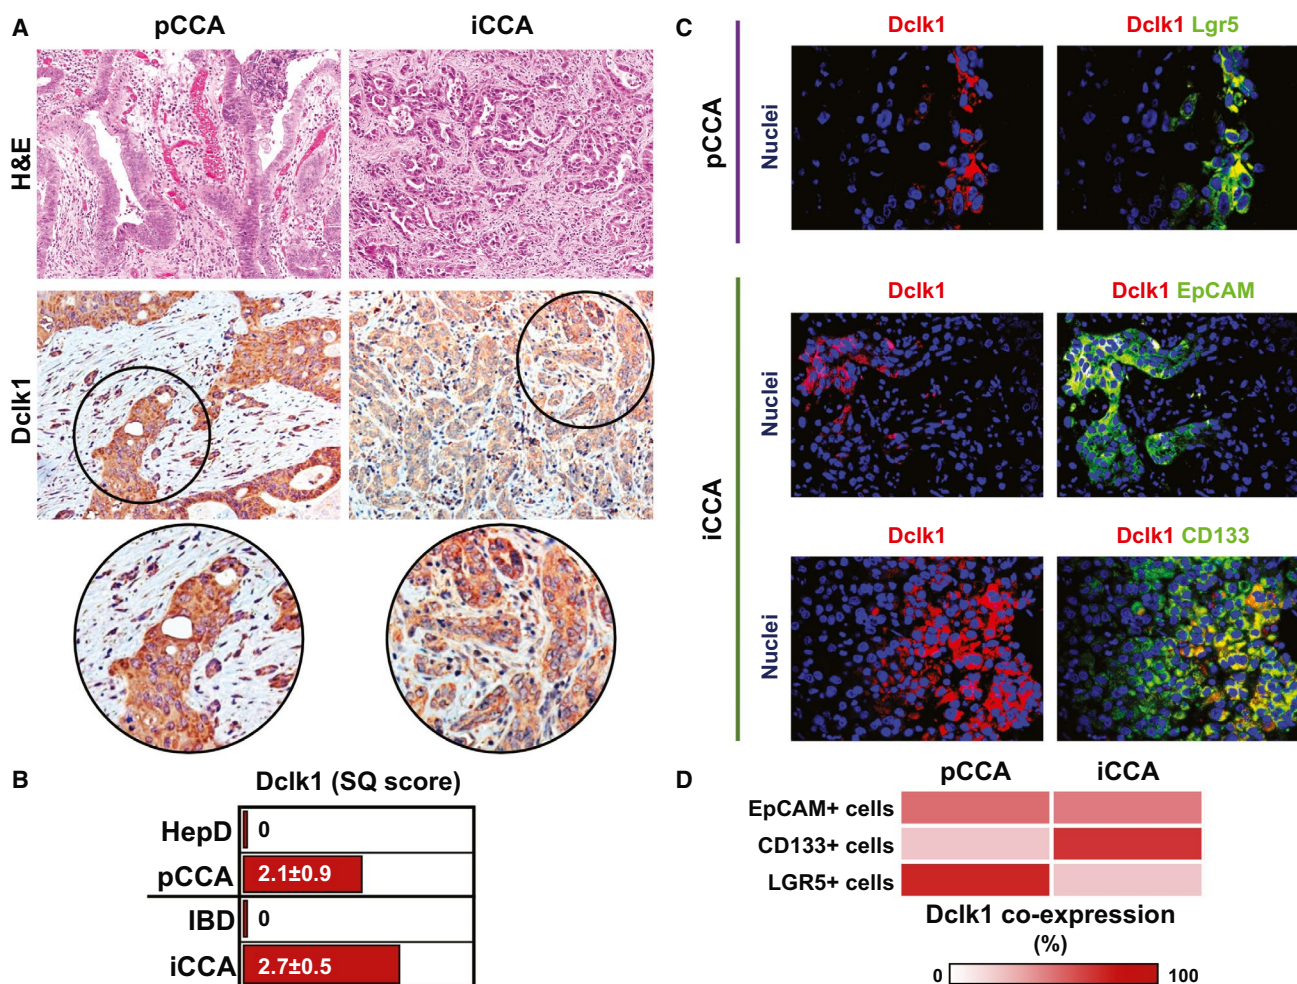 A
pCCA
iCCA
H&E
Dclk1
B
Dclk1 (SQ score)
HepD
0
pCCA
2.1±0.9
IBD
0
iCCA
2.7±0.5
C
pCCA
Nuclei
Dclk1
Dclk1 Lgr5
iCCA
Nuclei
Dclk1
Dclk1 EpCAM
Nuclei
Dclk1
Dclk1 CD133
D
pCCA
iCCA
EpCAM+ cells
CD133+ cells
LGR5+ cells
Dclk1 co-expression
(%)
0
100